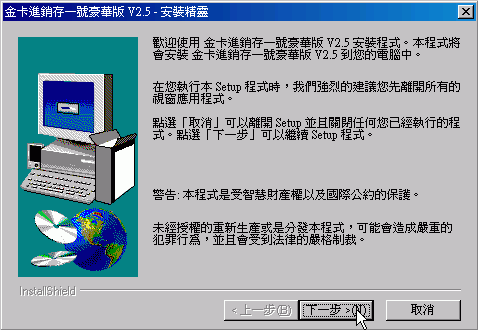 金卡進銷存一號豪華版 V2.5 - 安裝精靈
歡迎使用 金卡進銷存一號豪華版 V2.5 安裝程式。本程式將
會安裝 金卡進銷存一號豪華版 V2.5 到您的電腦中。
在您執行本 Setup 程式時，我們強烈的建議您先離開所有的
視窗應用程式。
點選「取消」可以離開 Setup 並且關閉任何您已經執行的程
式。點選「下一步」可以繼續 Setup 程式。
警告: 本程式是受智慧財產權以及國際公約的保護。
未經授權的重新生產或是分發本程式，可能會造成嚴重的
犯罪行為，並且會受到法律的嚴格制裁。
InstallShield
< 上一步(B)
下一步 >(N)
取消